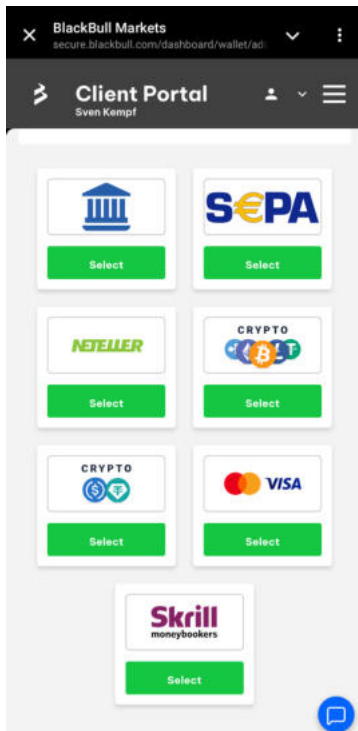 BlackBull Markets
secure.blackbull.com/dashboard/wallet/ad
Client Portal
Sven Kempf
Select
S€PA
Select
NETELLER
Select
CRYPTO
Select
CRYPTO
Select
VISA
Select
Skrill
moneybookers
Select